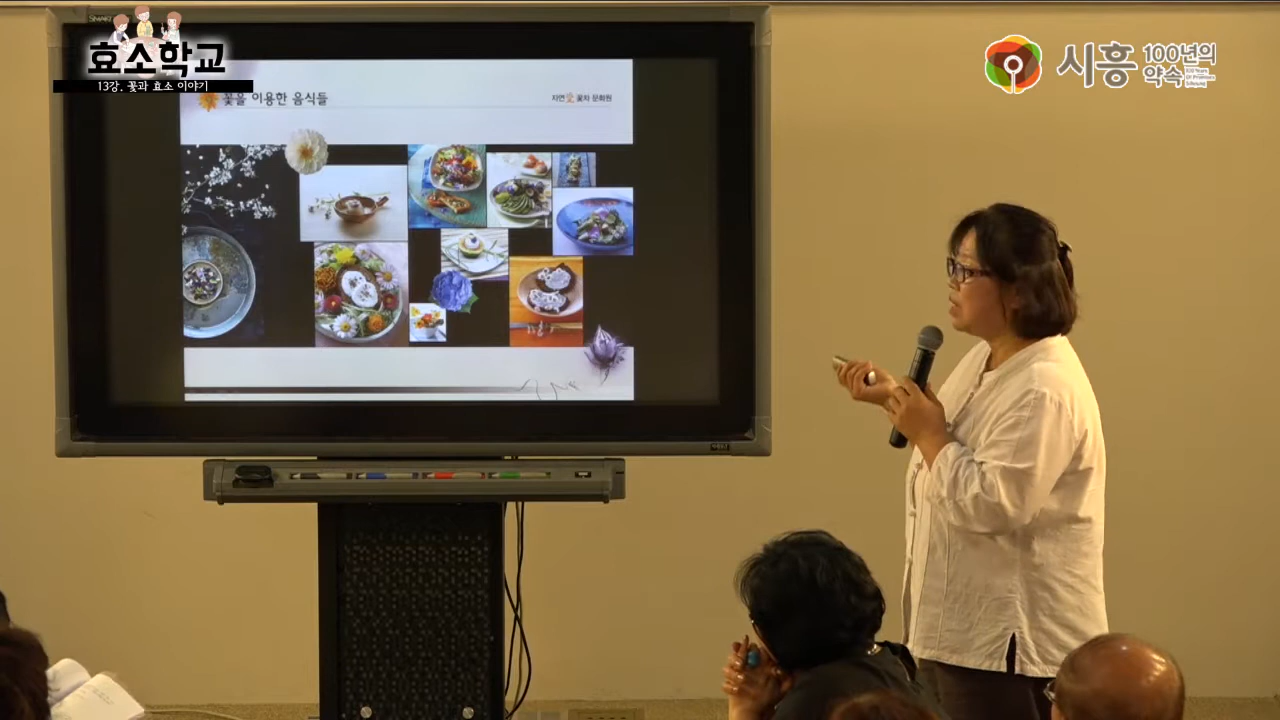 SMART
효소학교
13강. 꽃과 효소 이야기
시흥
100년의
약속
꽃을 이용한 음식들
자연 꽃차 문화원